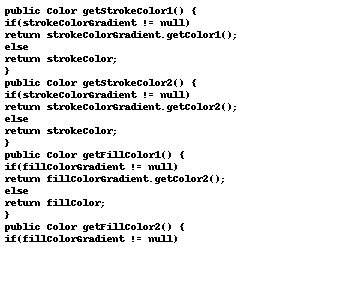 public Color getStrokeColor1() {
if(strokeColorGradient != null)
return strokeColorGradient.getColor1();
else
return strokeColor;
}
public Color getStrokeColor2() {
if(strokeColorGradient != null)
return strokeColorGradient.getColor2();
else
return strokeColor;
}
public Color getFillColor1() {
if(fillColorGradient != null)
return fillColorGradient.getColor2();
else
return fillColor;
}
public Color getFillColor2() {
if(fillColorGradient != null)